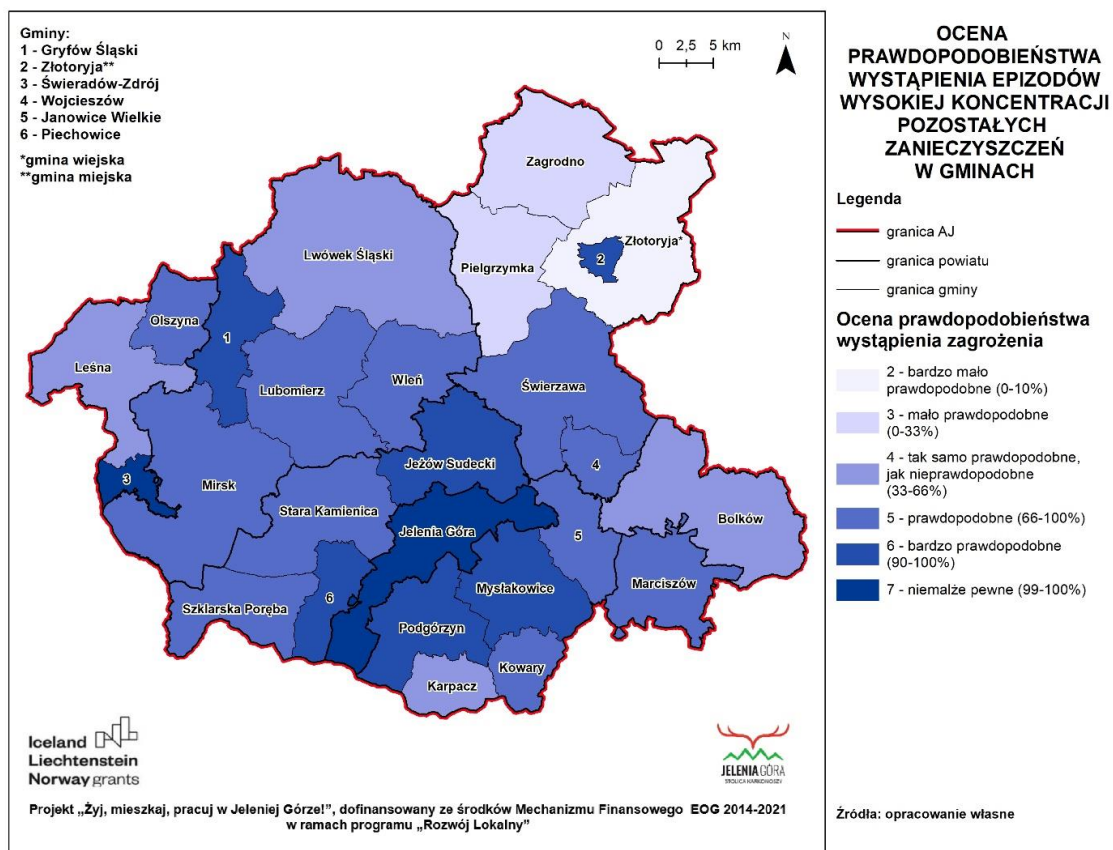 Gminy:
1 - Gryfów Śląski
2 - Złotoryja**
3 - Świeradów-Zdrój
4 - Wojcieszów
5 - Janowice Wielkie
6 - Piechowice
*gmina wiejska
**gmina miejska
0 2,5 5 km
N
Zagrodno
Złotoryja*
2
Pielgrzymka
Lwówek Śląski
Olszyna
1
Leśna
Lubomierz
Wleń
Świerzawa
4
Jeżów Sudecki
3
Mirsk
Stara Kamienica
Jelenia Góra
Bolków
5
Marciszów
Mysłakowice
6
Szklarska Poręba
Podgórzyn
Kowary
Karpacz
Iceland
Liechtenstein
Norway grants
JELENIA GÓRA
STOLICA KARKONOSZY
Projekt „Żyj, mieszkaj, pracuj w Jeleniej Górze!”, dofinansowany ze środków Mechanizmu Finansowego EOG 2014-2021
w ramach programu „Rozwój Lokalny”
OCENA
PRAWDOPODOBIEŃSTWA
WYSTĄPIENIA EPIZODÓW
WYSOKIEJ KONCENTRACJI
POZOSTAŁYCH
ZANIECZYSZCZEŃ
W GMINACH
Legenda
granica AJ
granica powiatu
granica gminy
Ocena prawdopodobieństwa
wystąpienia zagrożenia
2 - bardzo mało
prawdopodobne (0-10%)
3 - mało prawdopodobne
(0-33%)
4 - tak samo prawdopodobne,
jak nieprawdopodobne
(33-66%)
5 - prawdopodobne (66-100%)
6 - bardzo prawdopodobne
(90-100%)
7 - niemalże pewne (99-100%)
Źródła: opracowanie własne